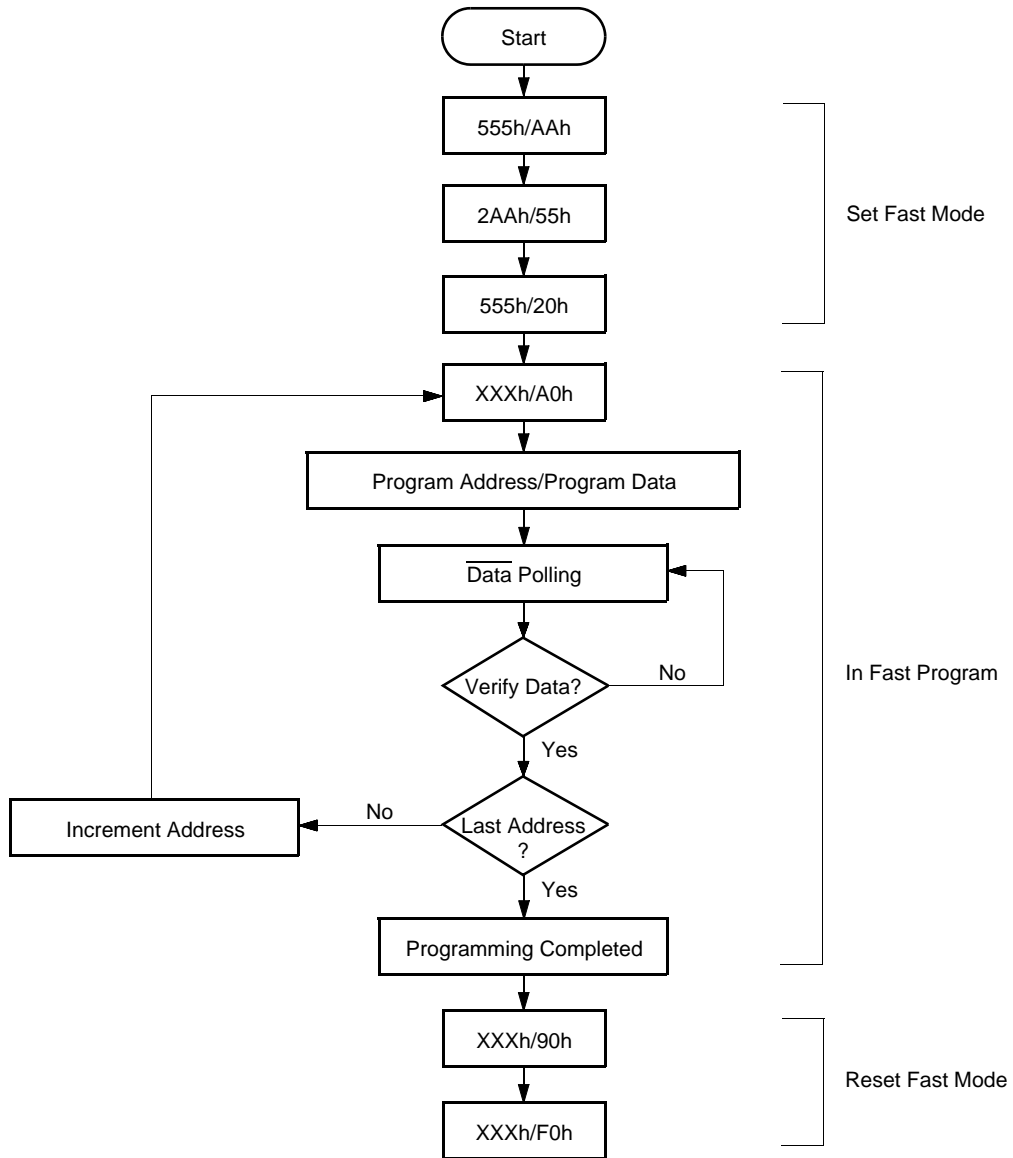 Start
555h/AAh
2AAh/55h
Set Fast Mode
555h/20h
XXXh/A0h
Program Address/Program Data
Data Polling
Verify Data?
No
In Fast Program
Yes
Increment Address
No
Last Address
?
Yes
Programming Completed
XXXh/90h
Reset Fast Mode
XXXh/F0h